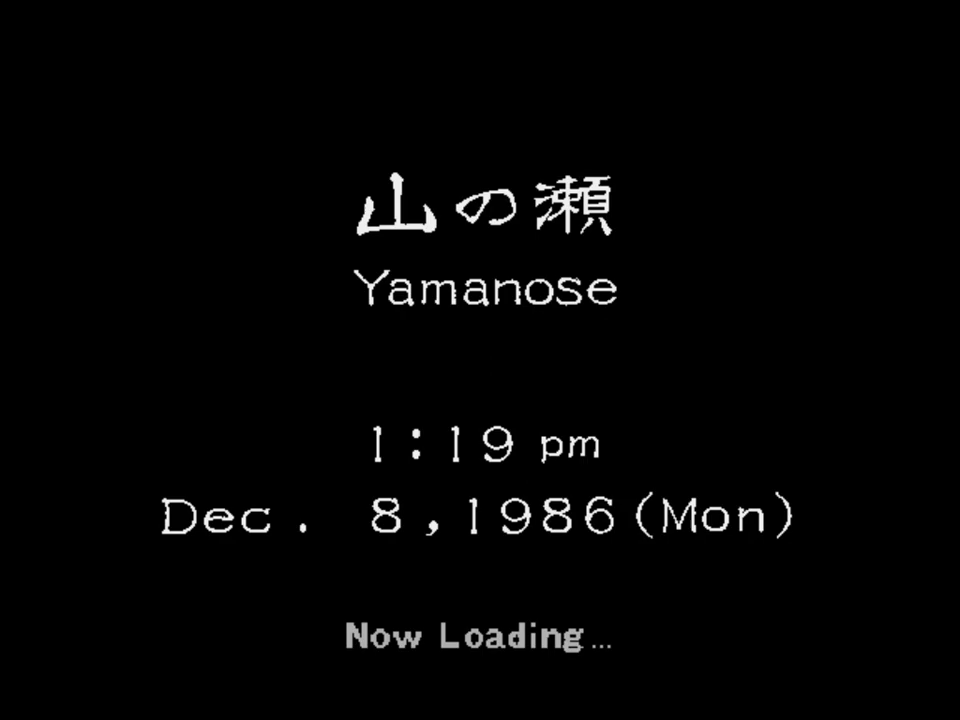 山の瀬
Yamanose
1:19 pm
Dec. 8,1986(Mon)
Now Loading...